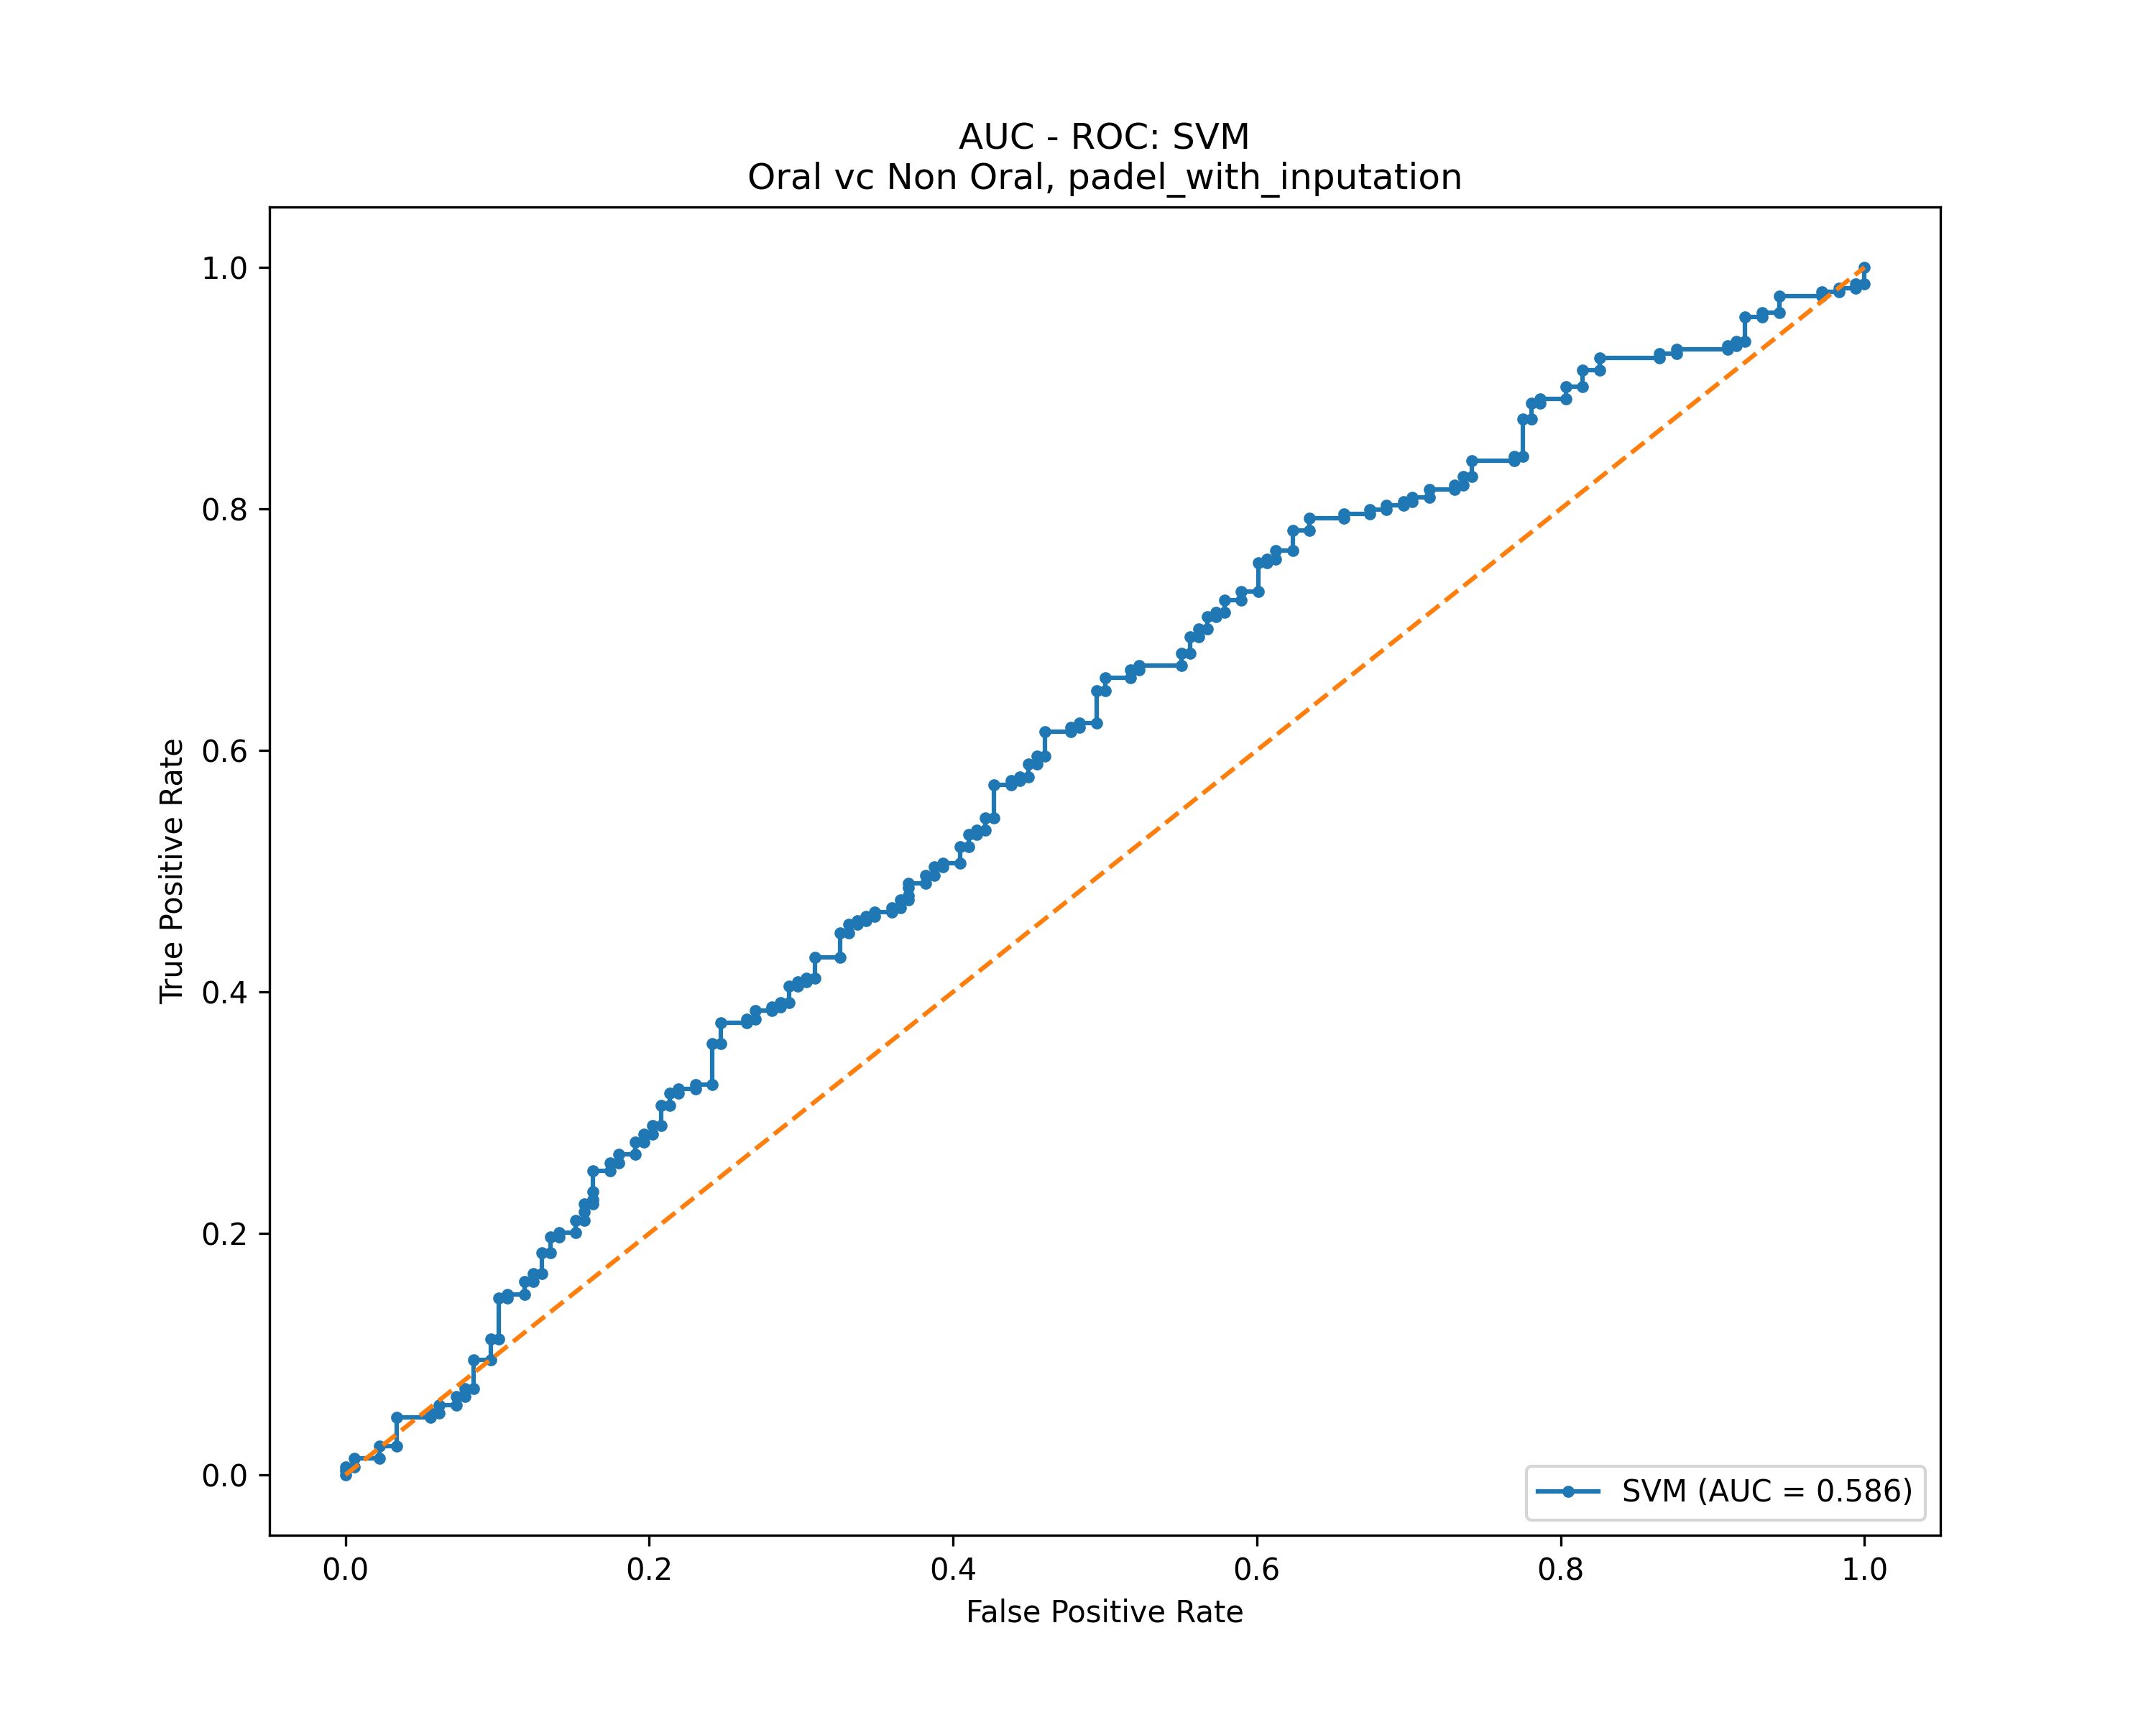 AUC - ROC: SVM
Oral vc Non Oral, padel_with_inputation
True Positive Rate
1.0
0.8
0.6
0.4
0.2
0.0
SVM (AUC = 0.586)
0.0 0.2 0.4 0.6 0.8 1.0
False Positive Rate